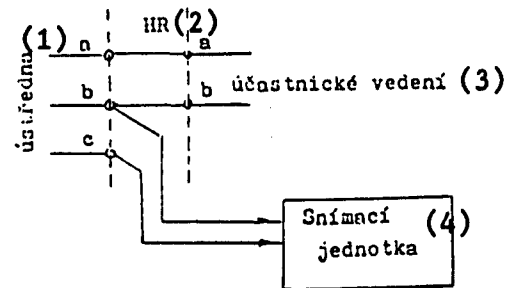 HR (2)
ústředna (1)
a a
b b účastnické vedení (3)
c
Snímací
jednotka (4)